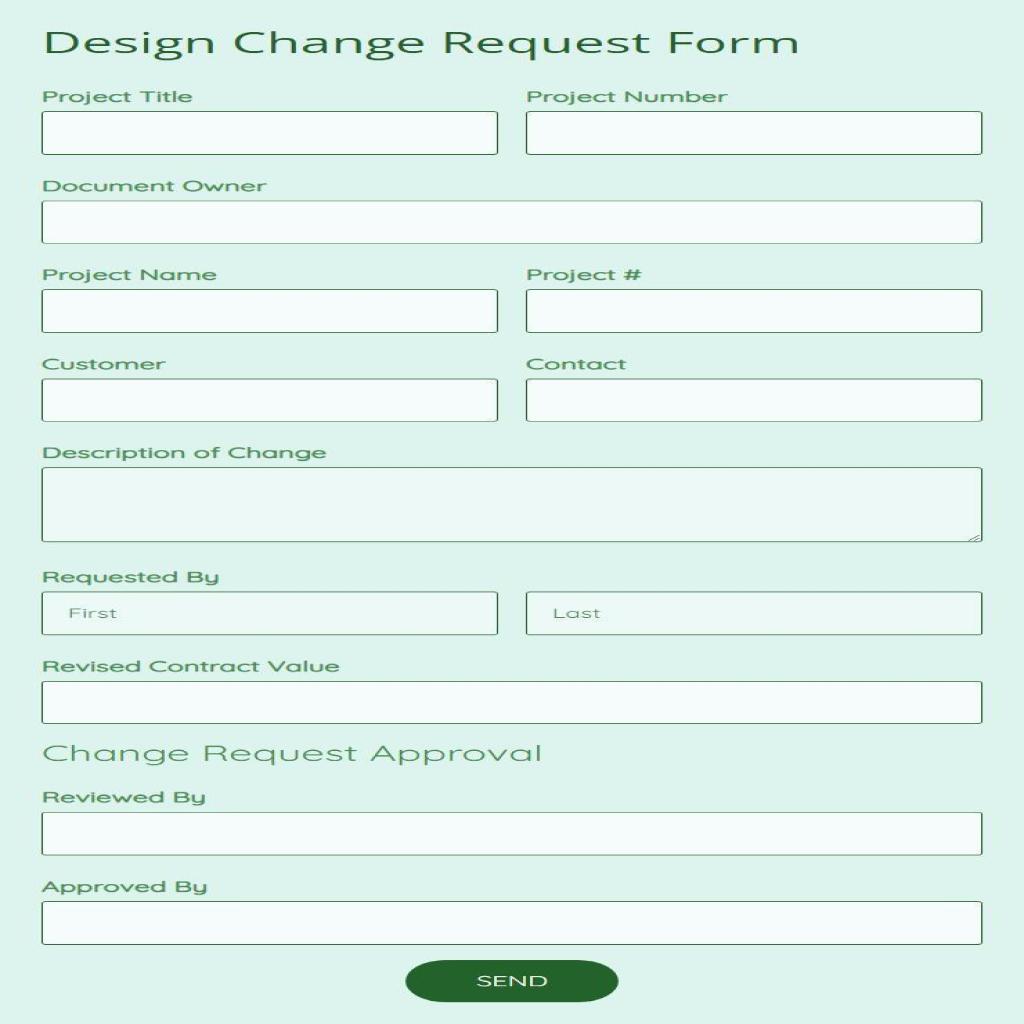 Design Change Request Form
Project Title
Project Number
Document Owner
Project Name
Project #
Customer
Contact
Description of Change
Requested By
First
Last
Revised Contract Value
Change Request Approval
Reviewed By
Approved By
SEND